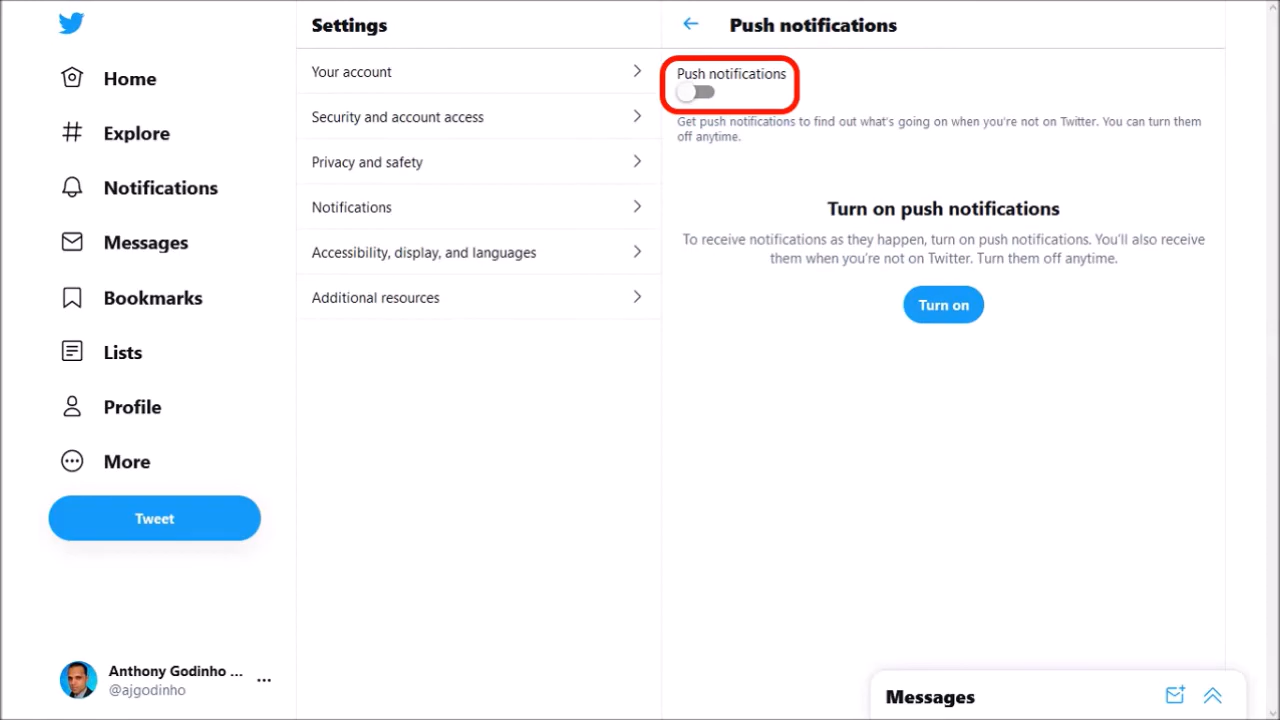 Home
Explore
Notifications
Messages
Bookmarks
Lists
Profile
More
Tweet
Anthony Godinho ...
@ajgodinho
Settings
Your account
Security and account access
Privacy and safety
Notifications
Accessibility, display, and languages
Additional resources
Push notifications
Push notifications
Get push notifications to find out what's going on when you're not on Twitter. You can turn them
off anytime.
Turn on push notifications
To receive notifications as they happen, turn on push notifications. You'll also receive
them when you're not on Twitter. Turn them off anytime.
Turn on
Messages